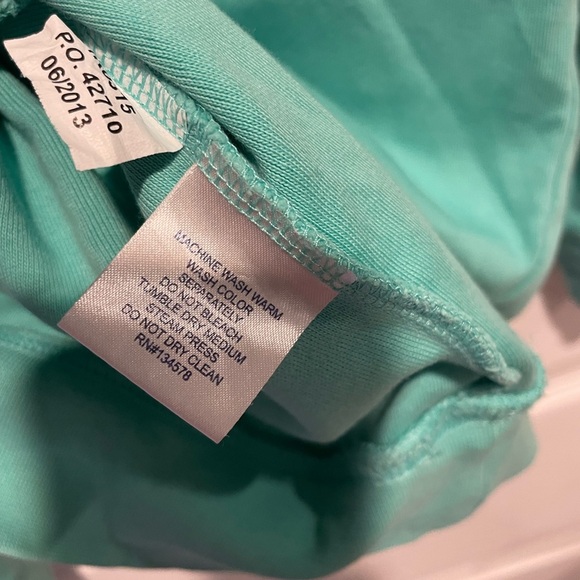 P.O. 42710
06/2013
MACHINE WASH WARM
WASH COLOR
SEPARATELY
DO NOT BLEACH
TUMBLE DRY MEDIUM
STEAM PRESS
DO NOT DRY CLEAN
RN#134578